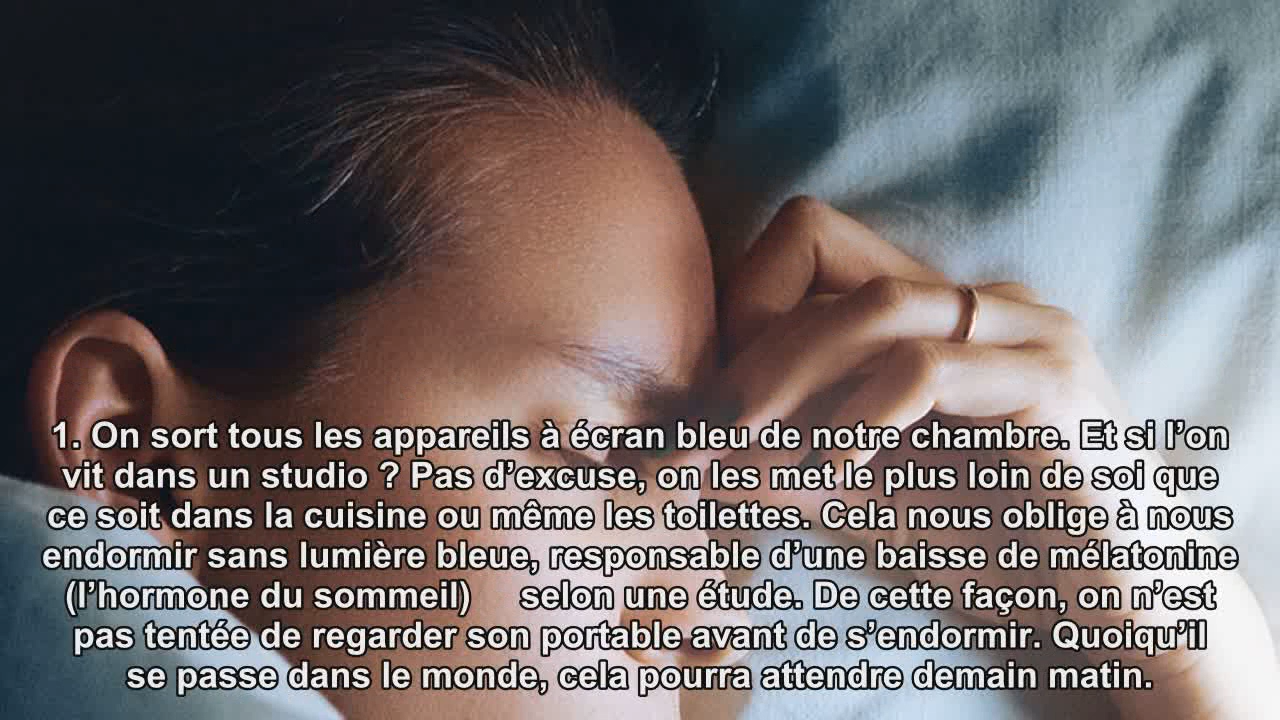 1. On sort tous les appareils à écran bleu de notre chambre. Et si l’on
vit dans un studio ? Pas d’excuse, on les met le plus loin de soi que
ce soit dans la cuisine ou même les toilettes. Cela nous oblige à nous
endormir sans lumière bleue, responsable d’une baisse de mélatonine
(l’hormone du sommeil)     selon une étude. De cette façon, on n’est
pas tentée de regarder son portable avant de s’endormir. Quoiqu’il
se passe dans le monde, cela pourra attendre demain matin.